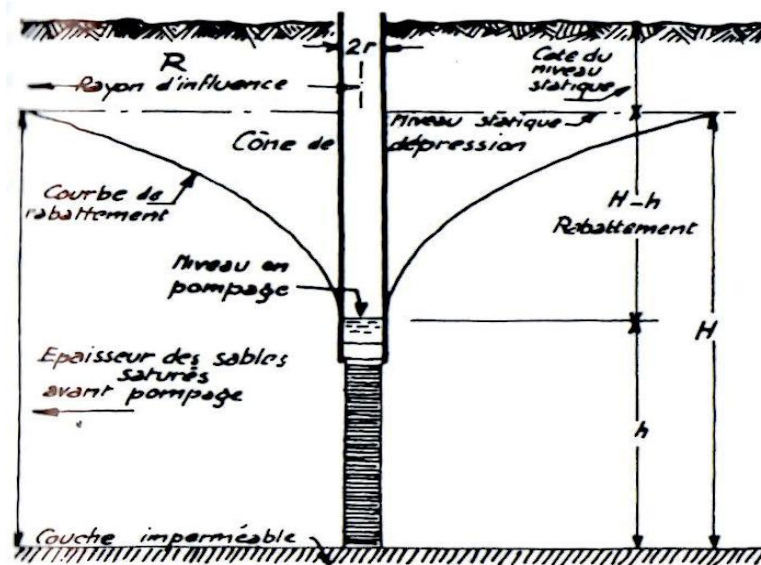 2r
R
Rayon d'influence
Cote du
niveau
statique
Niveau statique
Cône de dépression
Courbe de
rabattement
H-h
Rabattement
Niveau en
pompage
H
Epaisseur des sables
saturés
avant pompage
h
Couche imperméable